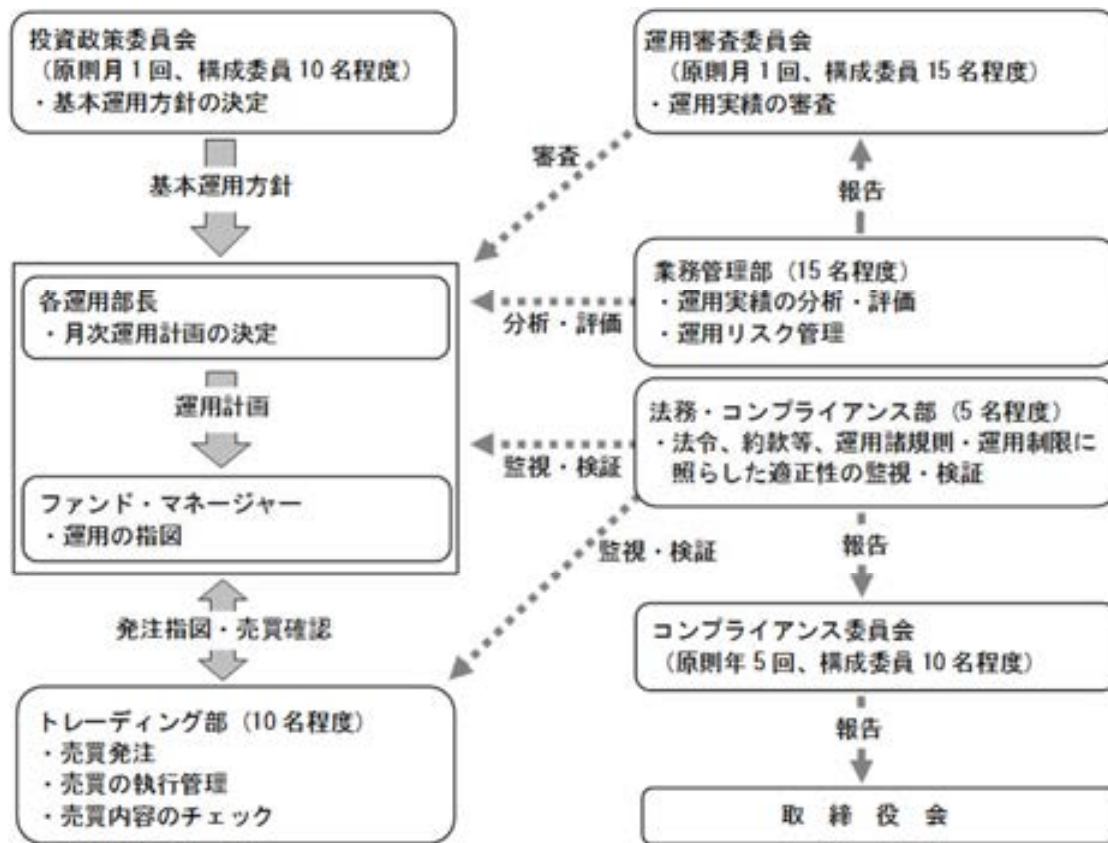 投資政策委員会
(原則月1回、構成委員10名程度)
・基本運用方針の決定
基本運用方針
各運用部長
・月次運用計画の決定
運用計画
ファンド・マネージャー
・運用の指図
発注指図・売買確認
トレーディング部 (10名程度)
・売買発注
・売買の執行管理
・売買内容のチェック
運用審査委員会
(原則月1回、構成委員15名程度)
・運用実績の審査
審査
報告
業務管理部 (15名程度)
・運用実績の分析・評価
・運用リスク管理
分析・評価
法務・コンプライアンス部 (5名程度)
・法令、約款等、運用諸規則・運用制限に
照らした適正性の監視・検証
監視・検証
監視・検証
報告
コンプライアンス委員会
(原則年5回、構成委員10名程度)
報告
取 締 役 会